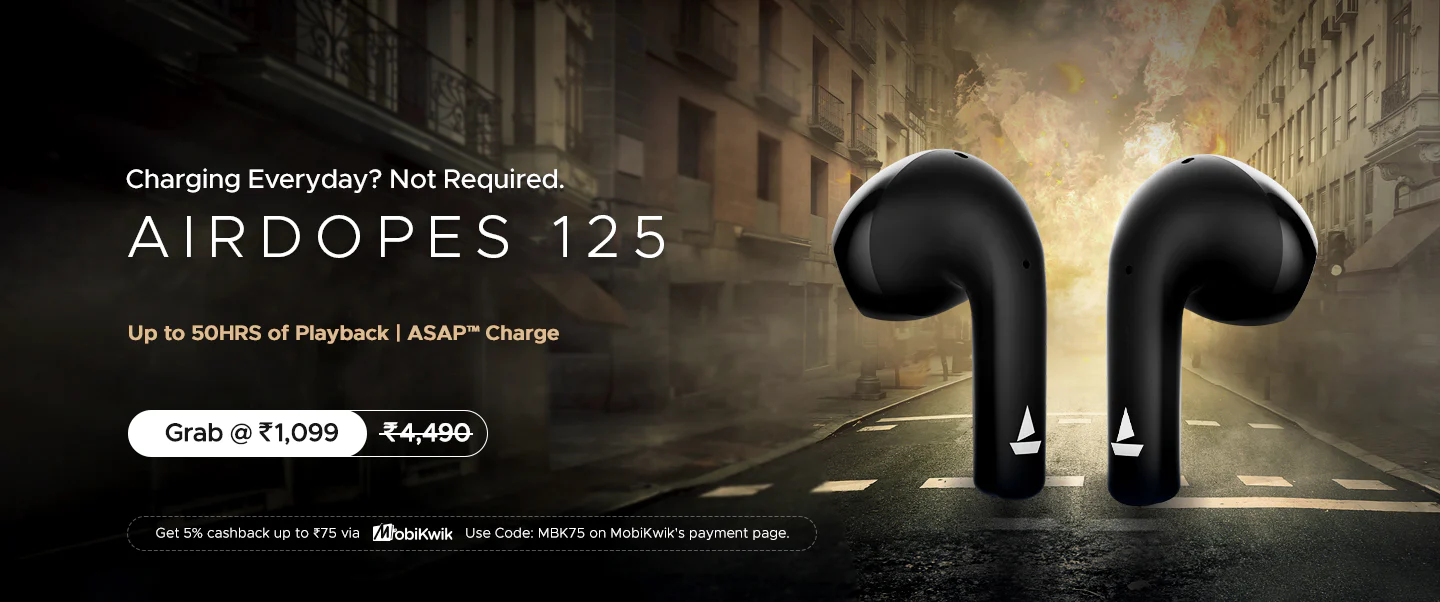 Charging Everyday? Not Required.
AIRDOPES 125
Up to 50HRS of Playback | ASAP™ Charge
Grab @ ₹1,099 ₹4,490
Get 5% cashback up to ₹75 via MobiKwik Use Code: MBK75 on MobiKwik's payment page.